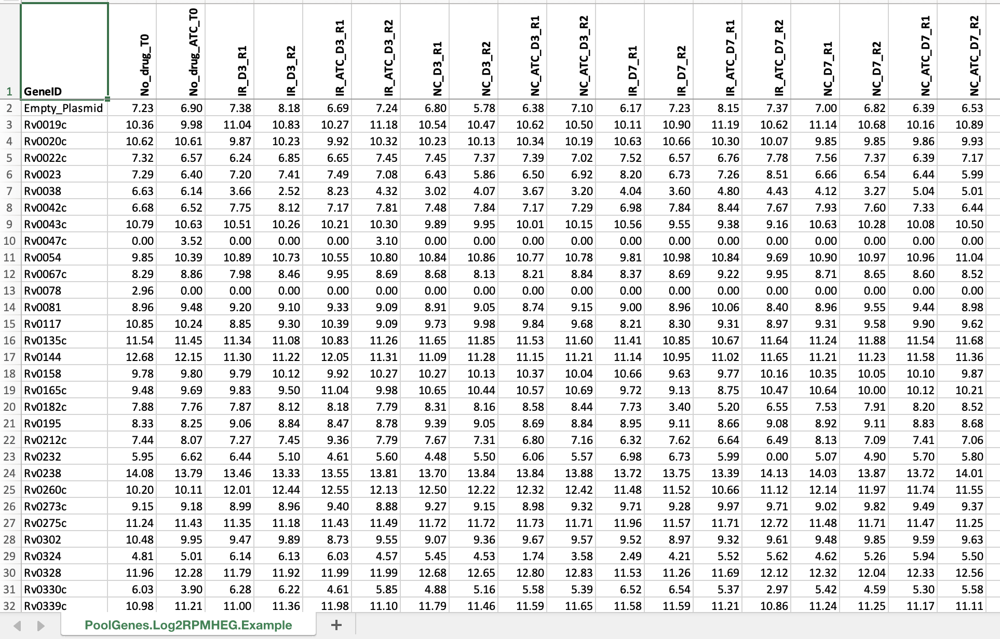 1 GeneID No_drug_T0 No_drug_ATC_T0 IR_D3_R1 IR_D3_R2 IR_ATC_D3_R1 IR_ATC_D3_R2 NC_D3_R1 NC_D3_R2 NC_ATC_D3_R1 NC_ATC_D3_R2 IR_D7_R1 IR_D7_R2 IR_ATC_D7_R1 IR_ATC_D7_R2 NC_D7_R1 NC_D7_R2 NC_ATC_D7_R1 NC_ATC_D7_R2
2 Empty_Plasmid 7.23 6.90 7.38 8.18 6.69 7.24 6.80 5.78 6.38 7.10 6.17 7.23 8.15 7.37 7.00 6.82 6.39 6.53
3 Rv0019c 10.36 9.98 11.04 10.83 10.27 11.18 10.54 10.47 10.62 10.50 10.11 10.90 11.19 10.62 11.14 10.68 10.16 10.89
4 Rv0020c 10.62 10.61 9.87 10.23 9.92 10.32 10.23 10.13 10.34 10.19 10.63 10.66 10.30 10.07 9.85 9.85 9.86 9.93
5 Rv0022c 7.32 6.57 6.24 6.85 6.65 7.45 7.45 7.37 7.39 7.02 7.52 6.57 6.76 7.78 7.56 7.37 6.39 7.17
6 Rv0023 7.29 6.40 7.20 7.41 7.49 7.08 6.43 5.86 6.50 6.92 8.20 6.73 7.26 8.51 6.66 6.54 6.44 5.99
7 Rv0038 6.63 6.14 3.66 2.52 8.23 4.32 3.02 4.07 3.67 3.20 4.04 3.60 4.80 4.43 4.12 3.27 5.04 5.01
8 Rv0042c 6.68 6.52 7.75 8.12 7.17 7.81 7.48 7.84 7.17 7.29 6.98 7.84 8.44 7.67 7.93 7.60 7.33 6.44
9 Rv0043c 10.79 10.63 10.51 10.26 10.21 10.30 9.89 9.95 10.01 10.15 10.56 9.55 9.38 9.16 10.63 10.28 10.08 10.50
10 Rv0047c 0.00 3.52 0.00 0.00 0.00 3.10 0.00 0.00 0.00 0.00 0.00 0.00 0.00 0.00 0.00 0.00 0.00 0.00
11 Rv0054 9.85 10.39 10.89 10.73 10.55 10.80 10.84 10.86 10.77 10.78 9.81 10.98 10.84 9.69 10.90 10.97 10.96 11.04
12 Rv0067c 8.29 8.86 7.98 8.46 9.95 8.69 8.68 8.13 8.21 8.84 8.37 8.69 9.22 9.95 8.71 8.65 8.60 8.52
13 Rv0078 2.96 0.00 0.00 0.00 0.00 0.00 0.00 0.00 0.00 0.00 0.00 0.00 0.00 0.00 0.00 0.00 0.00 0.00
14 Rv0081 8.96 9.48 9.20 9.10 9.33 9.09 8.91 9.05 8.74 9.15 9.00 8.96 10.06 8.40 8.96 9.55 9.44 8.98
15 Rv0117 10.85 10.24 8.85 9.30 10.39 9.09 9.73 9.98 9.84 9.68 8.21 8.30 9.31 8.97 9.31 9.58 9.90 9.62
16 Rv0135c 11.54 11.45 11.34 11.08 10.83 11.26 11.65 11.85 11.53 11.60 11.41 10.85 10.67 11.64 11.24 11.88 11.54 11.68
17 Rv0144 12.68 12.15 11.30 11.22 12.05 11.31 11.09 11.28 11.15 11.21 11.14 10.95 11.02 11.65 11.21 11.23 11.58 11.36
18 Rv0158 9.78 9.80 9.79 10.12 9.92 10.27 10.27 10.13 10.37 10.04 10.66 9.63 9.77 10.16 10.35 10.05 10.10 9.87
19 Rv0165c 9.48 9.69 9.83 9.50 11.04 9.98 10.65 10.44 10.57 10.69 9.72 9.13 8.75 10.47 10.64 10.00 10.12 10.21
20 Rv0182c 7.88 7.76 7.87 8.12 8.18 7.79 8.31 8.16 8.58 8.44 7.73 3.40 5.20 6.55 7.53 7.91 8.20 8.52
21 Rv0195 8.33 8.25 9.06 8.84 8.47 8.78 9.39 9.05 8.69 8.84 8.95 9.11 8.66 9.08 8.92 9.11 8.83 8.68
22 Rv0212c 7.44 8.07 7.27 7.45 9.36 7.79 7.67 7.31 6.80 7.16 6.32 7.62 6.64 6.49 8.13 7.09 7.41 7.06
23 Rv0232 5.95 6.62 6.44 5.10 4.61 5.60 4.48 5.50 6.06 5.57 6.98 6.73 5.99 0.00 5.07 4.90 5.70 5.80
24 Rv0238 14.08 13.79 13.46 13.33 13.55 13.81 13.70 13.84 13.84 13.88 13.72 13.75 13.39 14.13 14.03 13.87 13.72 14.01
25 Rv0260c 10.20 10.11 12.01 12.44 12.55 12.13 12.50 12.22 12.32 12.42 11.48 11.52 10.66 11.12 12.14 11.97 11.74 11.55
26 Rv0273c 9.15 9.18 8.99 8.96 9.40 8.88 9.27 9.15 8.98 9.32 9.71 9.28 9.97 9.71 9.02 9.82 9.49 9.37
27 Rv0275c 11.24 11.43 11.35 11.18 11.43 11.49 11.72 11.72 11.73 11.71 11.96 11.57 11.71 12.72 11.48 11.71 11.47 11.25
28 Rv0302 10.48 9.95 9.47 9.89 8.73 9.55 9.07 9.36 9.67 9.57 9.52 8.97 9.32 9.61 9.48 9.85 9.59 9.63
29 Rv0324 4.81 5.01 6.14 6.13 6.03 4.57 5.45 4.53 1.74 3.58 2.49 4.21 5.52 5.62 4.62 5.26 5.94 5.50
30 Rv0328 11.96 12.28 11.79 11.92 11.99 11.99 12.68 12.65 12.80 12.83 11.53 11.26 11.69 12.12 12.32 12.04 12.33 12.56
31 Rv0330c 6.03 3.90 6.28 6.22 4.61 5.85 4.88 5.16 5.58 5.39 6.52 6.54 5.37 2.97 5.42 4.59 5.30 5.58
32 Rv0339c 10.98 11.21 11.00 11.36 11.98 11.10 11.79 11.46 11.59 11.65 11.58 11.59 11.21 10.86 11.24 11.25 11.17 11.11
PoolGenes.Log2RPMHEG.Example +